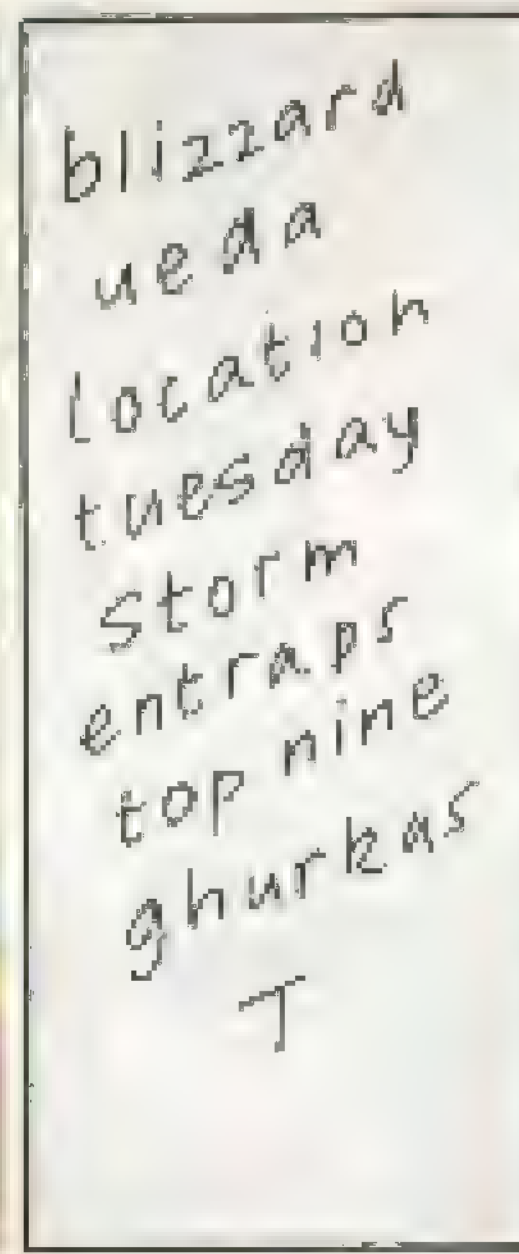 blizzard
ueda
Location
tuesday
Storm
entraps
top nine
ghurkas
T